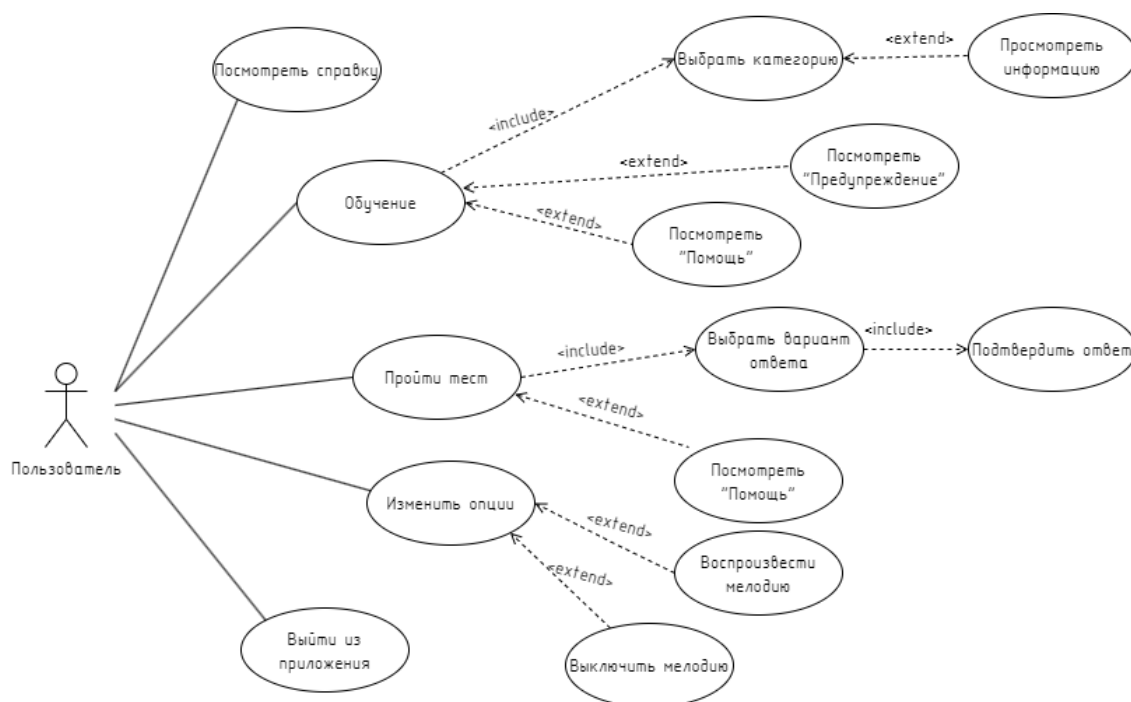 Посмотреть справку
Выбрать категорию
<extend>
Просмотреть
информацию
<include>
Обучение
<extend>
Посмотреть
"Предупреждение"
<extend>
Посмотреть
"Помощь"
Пройти тест
<include>
Выбрать вариант
ответа
<include>
Подтвердить ответ
<extend>
Посмотреть
"Помощь"
Пользователь
Изменить опции
<extend>
Воспроизвести
мелодию
<extend>
Выключить мелодию
Выйти из
приложения